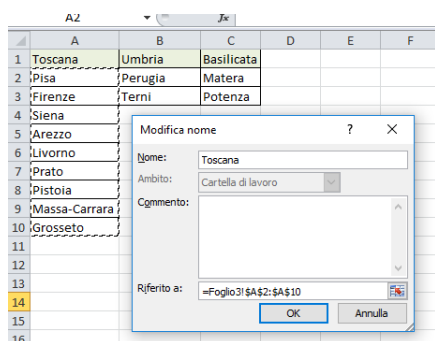 A2 fx
A B C D E F
1 Toscana Umbria Basilicata
2 Pisa Perugia Matera
3 Firenze Terni Potenza
4 Siena
5 Arezzo
6 Livorno
7 Prato
8 Pistoia
9 Massa-Carrara
10 Grosseto
11
12
13
14
15
16
Modifica nome ? X
Nome: Toscana
Ambito: Cartella di lavoro
Commento:
Riferito a: =Foglio3!$A$2:$A$10
OK Annulla